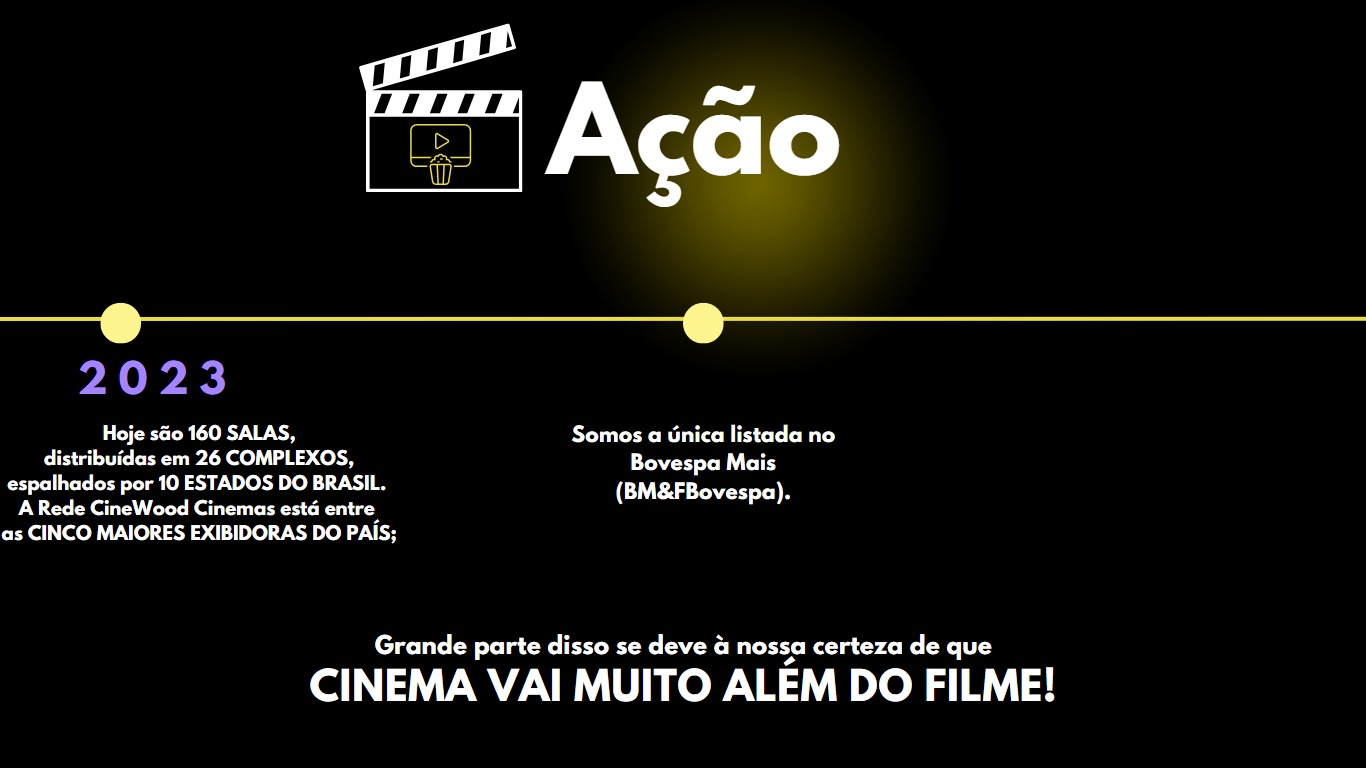 Ação
2023
Hoje são 160 SALAS,
distribuídas em 26 COMPLEXOS,
espalhados por 10 ESTADOS DO BRASIL.
A Rede CineWood Cinemas está entre
as CINCO MAIORES EXIBIDORAS DO PAÍS;
Somos a única listada no
Bovespa Mais
(BM&FBovespa).
Grande parte disso se deve à nossa certeza de que
CINEMA VAI MUITO ALÉM DO FILME!